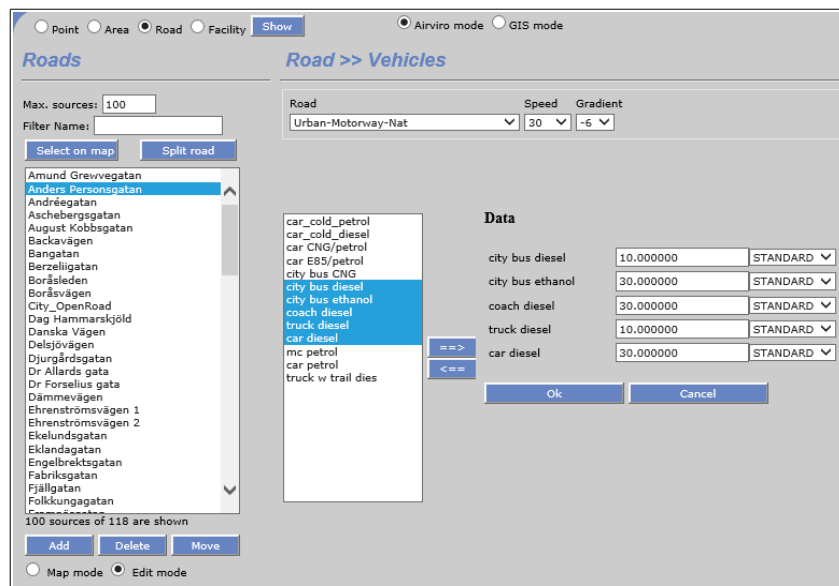 Point Area Road Facility Show Airviro mode GIS mode
Roads
Max. sources: 100
Filter Name:
Select on map Split road
Amund Grewvegatan
Anders Personsgatan
Andréegatan
Aschebergsgatan
August Kobbsgatan
Backavägen
Bangatan
Berzeliigatan
Boråsleden
Boråsvägen
City_OpenRoad
Dag Hammarskjöld
Danska Vägen
Delsjövägen
Djurgårdsgatan
Dr Allards gata
Dr Forselius gata
Dämmevägen
Ehrenströmsvägen 1
Ehrenströmsvägen 2
Ekelundsgatan
Eklandagatan
Engelbrektsgatan
Fabriksgatan
Fjällgatan
Folkkungagatan
100 sources of 118 are shown
Add Delete Move
Map mode Edit mode
Road >> Vehicles
Road Speed Gradient
Urban-Motorway-Nat 30 -6
car_cold_petrol
car_cold_diesel
car CNG/petrol
car E85/petrol
city bus CNG
city bus diesel
city bus ethanol
coach diesel
truck diesel
car diesel
mc petrol
car petrol
truck w trail dies
==>
<==
Data
city bus diesel 10.000000 STANDARD
city bus ethanol 30.000000 STANDARD
coach diesel 30.000000 STANDARD
truck diesel 10.000000 STANDARD
car diesel 30.000000 STANDARD
Ok Cancel